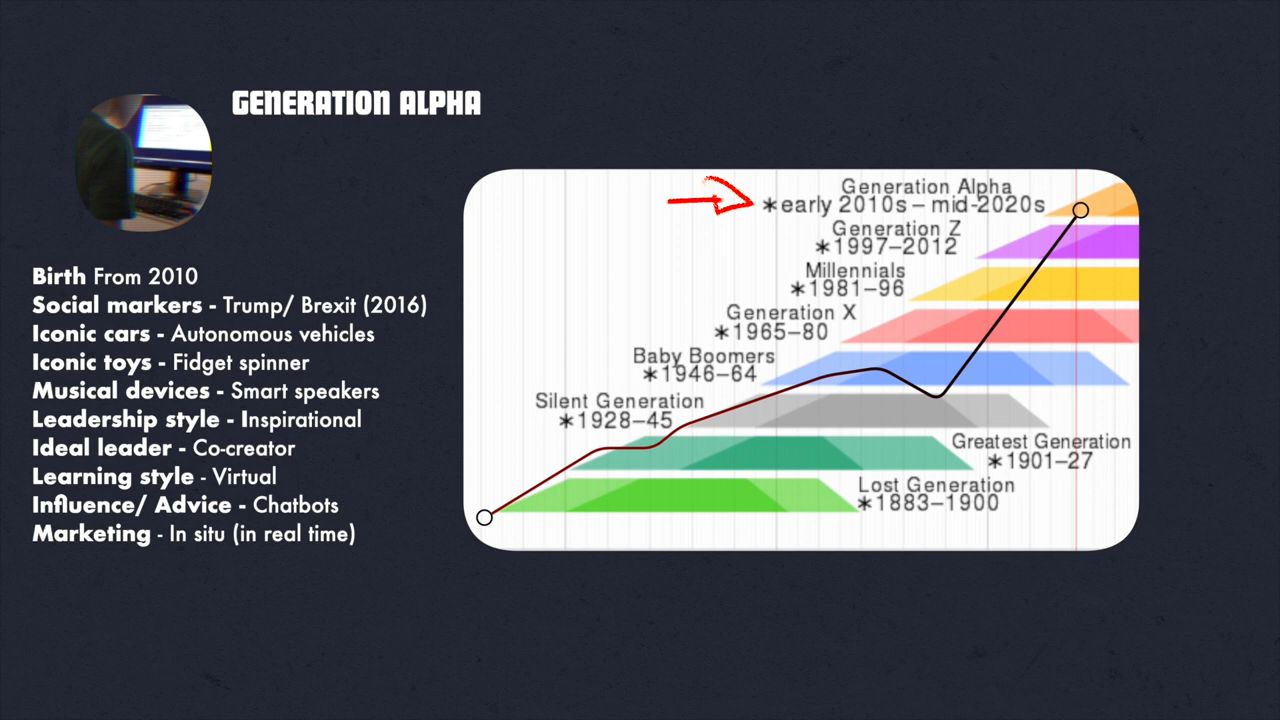 GENERATION ALPHA
Birth From 2010
Social markers - Trump/ Brexit (2016)
Iconic cars - Autonomous vehicles
Iconic toys - Fidget spinner
Musical devices - Smart speakers
Leadership style - Inspirational
Ideal leader - Co-creator
Learning style - Virtual
Influence/ Advice - Chatbots
Marketing - In situ (in real time)
Generation Alpha
*early 2010s – mid-2020s
Generation Z
*1997–2012
Millennials
*1981–96
Generation X
*1965–80
Baby Boomers
*1946–64
Silent Generation
*1928–45
Greatest Generation
*1901–27
Lost Generation
*1883–1900